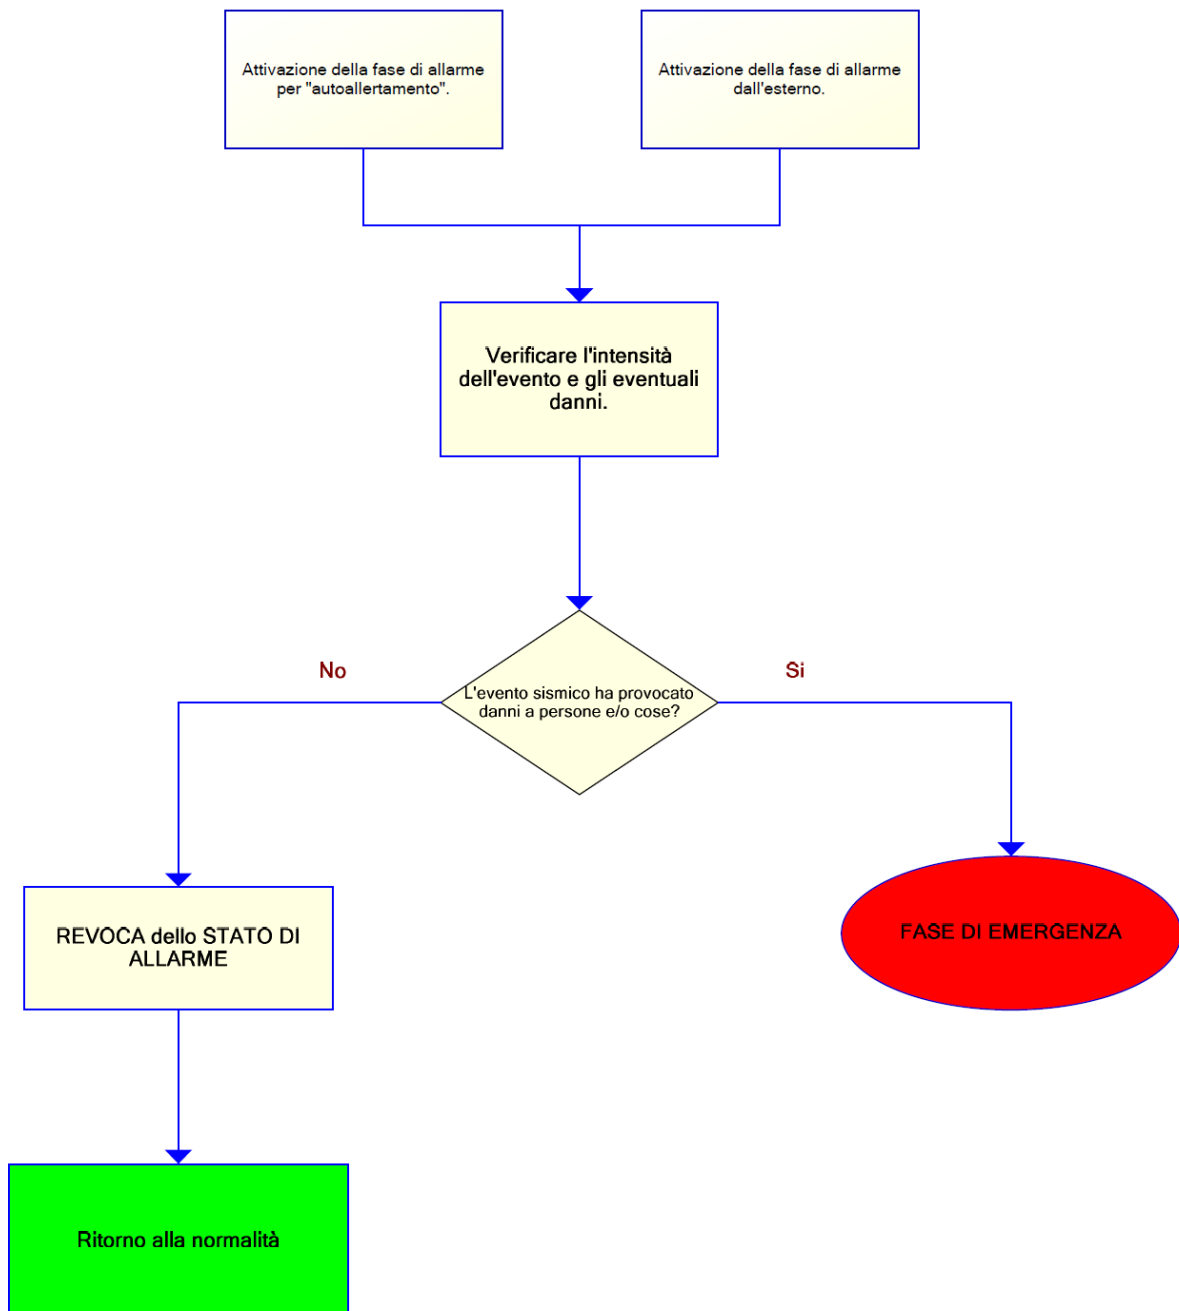 Attivazione della fase di allarme
per "autoallertamento".
Attivazione della fase di allarme
dall'esterno.
Verificare l'intensità
dell'evento e gli eventuali
danni.
No
Si
L'evento sismico ha provocato
danni a persone e/o cose?
REVOCA dello STATO DI
ALLARME
FASE DI EMERGENZA
Ritorno alla normalità